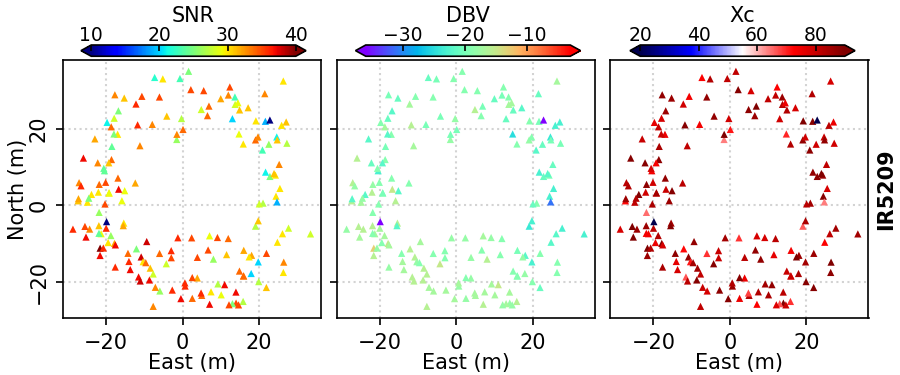 SNR DBV Xc
10 20 30 40 −30 −20 −10 20 40 60 80
20
0
−20
North (m)
IR5209
−20 0 20 −20 0 20 −20 0 20
East (m) East (m) East (m)